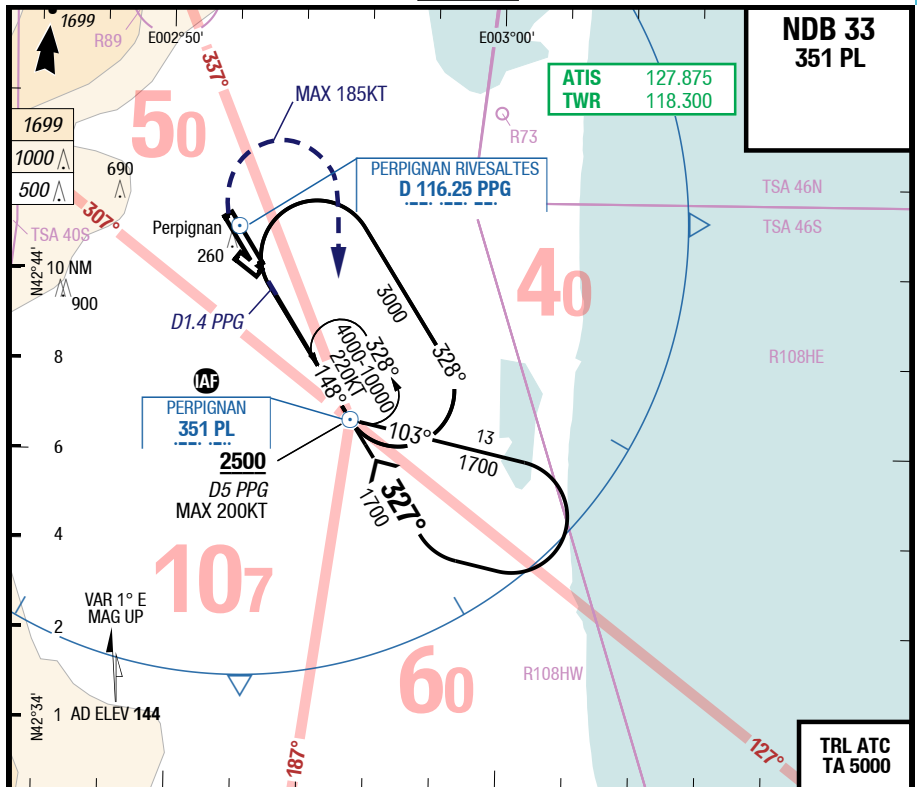 1699
R89
E002°50'
E003°00'
NDB 33
351 PL
337°
MAX 185KT
ATIS 127.875
TWR 118.300
50
R73
1699
1000
500
690
PERPIGNAN RIVESALTES
D 116.25 PPG
TSA 46N
TSA 46S
307°
TSA 40S
Perpignan
260
N42°44'
10 NM
900
40
3000
D1.4 PPG
R108HE
8
4000-10000
220KT
328°
328°
148°
IAF
PERPIGNAN
351 PL
103°
13
1700
6
2500
D5 PPG
MAX 200KT
327°
1700
4
107
VAR 1° E
MAG UP
2
60
R108HW
N42°34'
1
AD ELEV 144
187°
127°
TRL ATC
TA 5000